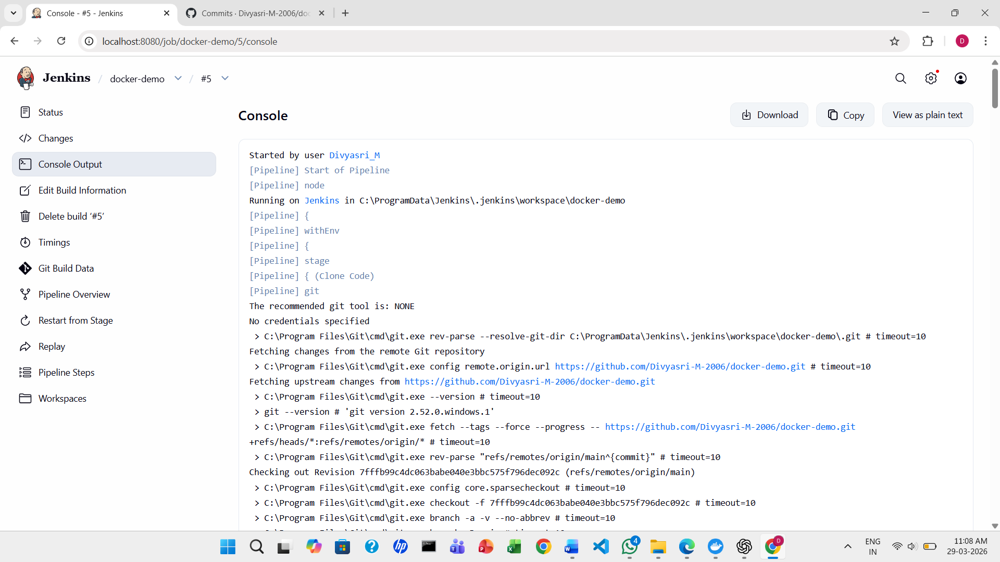 Console - #5 - Jenkins
Commits · Divyasri-M-2006/doc
localhost:8080/job/docker-demo/5/console
D
Jenkins / docker-demo / #5
Status
Changes
Console Output
Edit Build Information
Delete build ‘#5’
Timings
Git Build Data
Pipeline Overview
Restart from Stage
Replay
Pipeline Steps
Workspaces
Console
Download
Copy
View as plain text
Started by user Divyasri_M
[Pipeline] Start of Pipeline
[Pipeline] node
Running on Jenkins in C:\ProgramData\Jenkins\.jenkins\workspace\docker-demo
[Pipeline] {
[Pipeline] withEnv
[Pipeline] {
[Pipeline] stage
[Pipeline] { (Clone Code)
[Pipeline] git
The recommended git tool is: NONE
No credentials specified
> C:\Program Files\Git\cmd\git.exe rev-parse --resolve-git-dir C:\ProgramData\Jenkins\.jenkins\workspace\docker-demo\.git # timeout=10
Fetching changes from the remote Git repository
> C:\Program Files\Git\cmd\git.exe config remote.origin.url https://github.com/Divyasri-M-2006/docker-demo.git # timeout=10
Fetching upstream changes from https://github.com/Divyasri-M-2006/docker-demo.git
> C:\Program Files\Git\cmd\git.exe --version # timeout=10
> git --version # 'git version 2.52.0.windows.1'
> C:\Program Files\Git\cmd\git.exe fetch --tags --force --progress -- https://github.com/Divyasri-M-2006/docker-demo.git
+refs/heads/*:refs/remotes/origin/* # timeout=10
> C:\Program Files\Git\cmd\git.exe rev-parse "refs/remotes/origin/main^{commit}" # timeout=10
Checking out Revision 7fffb99c4dc063babe040e3bbc575f796dec092c (refs/remotes/origin/main)
> C:\Program Files\Git\cmd\git.exe config core.sparsecheckout # timeout=10
> C:\Program Files\Git\cmd\git.exe checkout -f 7fffb99c4dc063babe040e3bbc575f796dec092c # timeout=10
> C:\Program Files\Git\cmd\git.exe branch -a -v --no-abbrev # timeout=10
4
D
ENG
IN
11:08 AM
29-03-2026